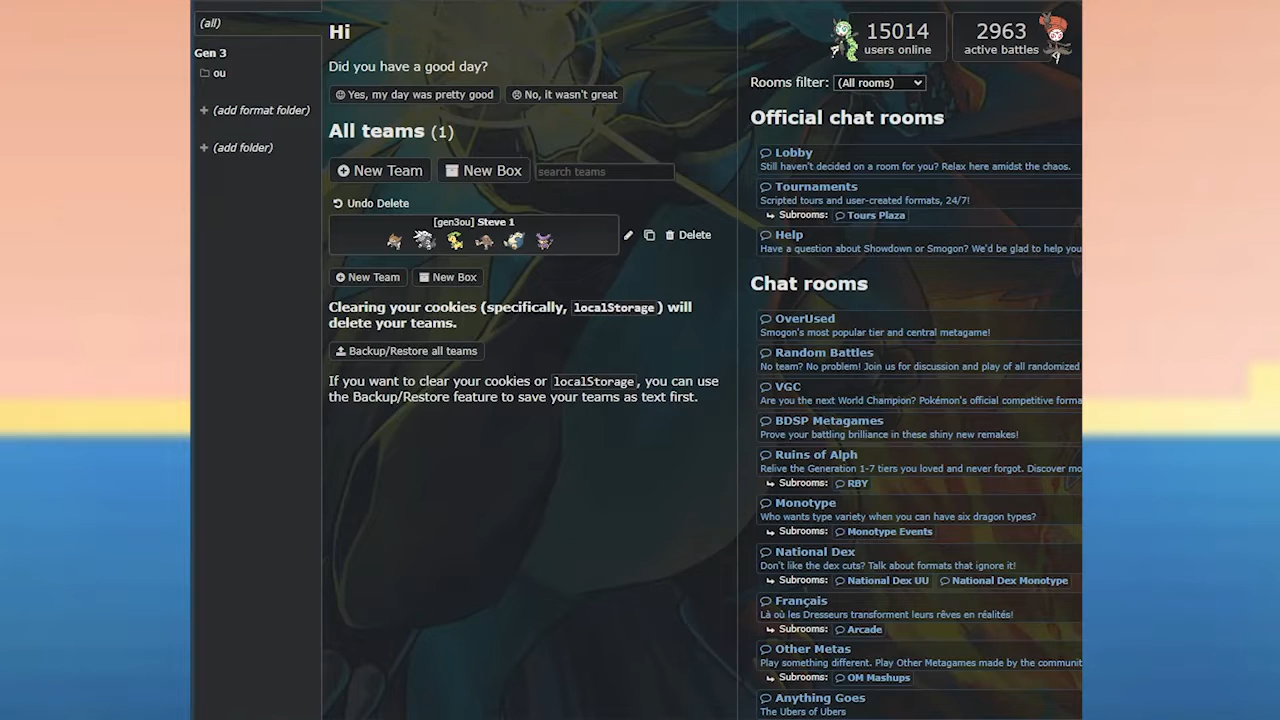 (all)
Gen 3
ou
(add format folder)
(add folder)
Hi
Did you have a good day?
Yes, my day was pretty good
No, it wasn't great
All teams (1)
New Team
New Box
search teams
Undo Delete
[gen3ou] Steve 1
Delete
New Team
New Box
Clearing your cookies (specifically, localStorage) will
delete your teams.
Backup/Restore all teams
If you want to clear your cookies or localStorage, you can use
the Backup/Restore feature to save your teams as text first.
15014
users online
2963
active battles
Rooms filter: (All rooms)
Official chat rooms
Lobby
Still haven't decided on a room for you? Relax here amidst the chaos.
Tournaments
Scripted tours and user-created formats, 24/7!
Subrooms: Tours Plaza
Help
Have a question about Showdown or Smogon? We'd be glad to help you
Chat rooms
OverUsed
Smogon's most popular tier and central metagame!
Random Battles
No team? No problem! Join us for discussion and play of all randomized
VGC
Are you the next World Champion? Pokémon's official competitive forma
BDSP Metagames
Prove your battling brilliance in these shiny new remakes!
Ruins of Alph
Relive the Generation 1-7 tiers you loved and never forgot. Discover mo
Subrooms: RBY
Monotype
Who wants type variety when you can have six dragon types?
Subrooms: Monotype Events
National Dex
Don't like the dex cuts? Talk about formats that ignore it!
Subrooms: National Dex UU National Dex Monotype
Français
Là où les Dresseurs transforment leurs rêves en réalités!
Subrooms: Arcade
Other Metas
Play something different. Play Other Metagames made by the communit
Subrooms: OM Mashups
Anything Goes
The Ubers of Ubers